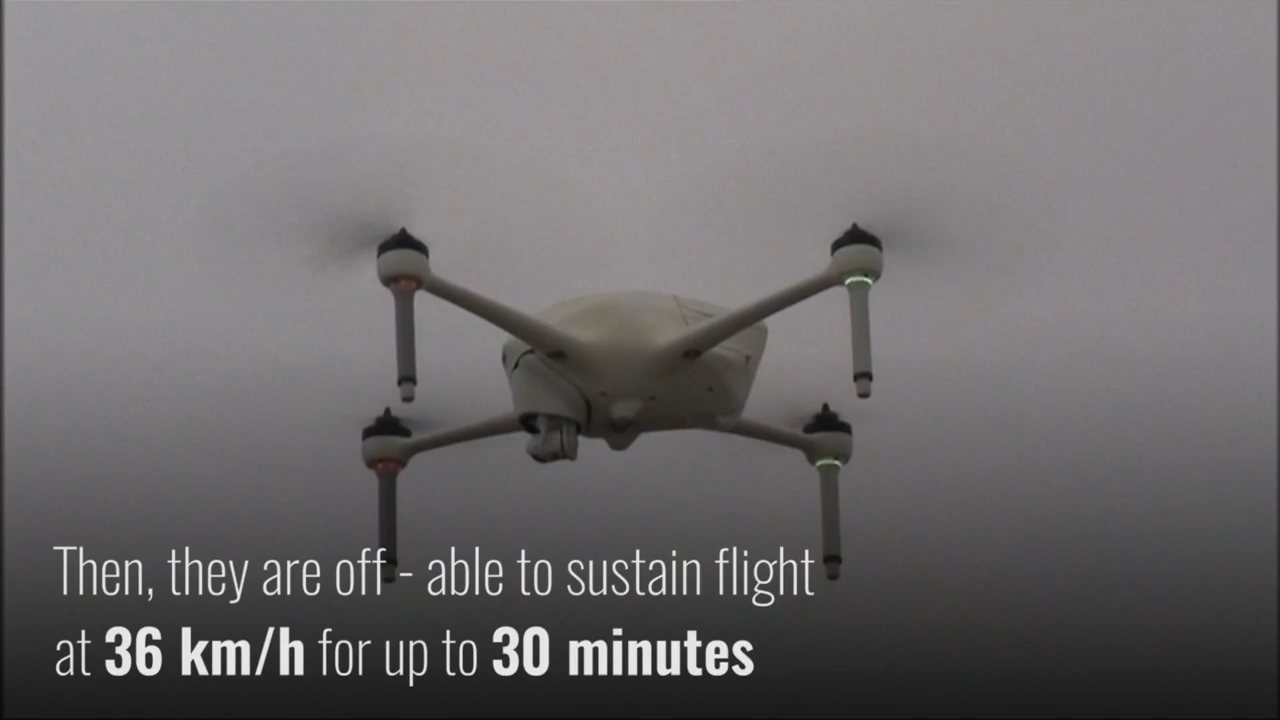 Then, they are off - able to sustain flight
at 36 km/h for up to 30 minutes